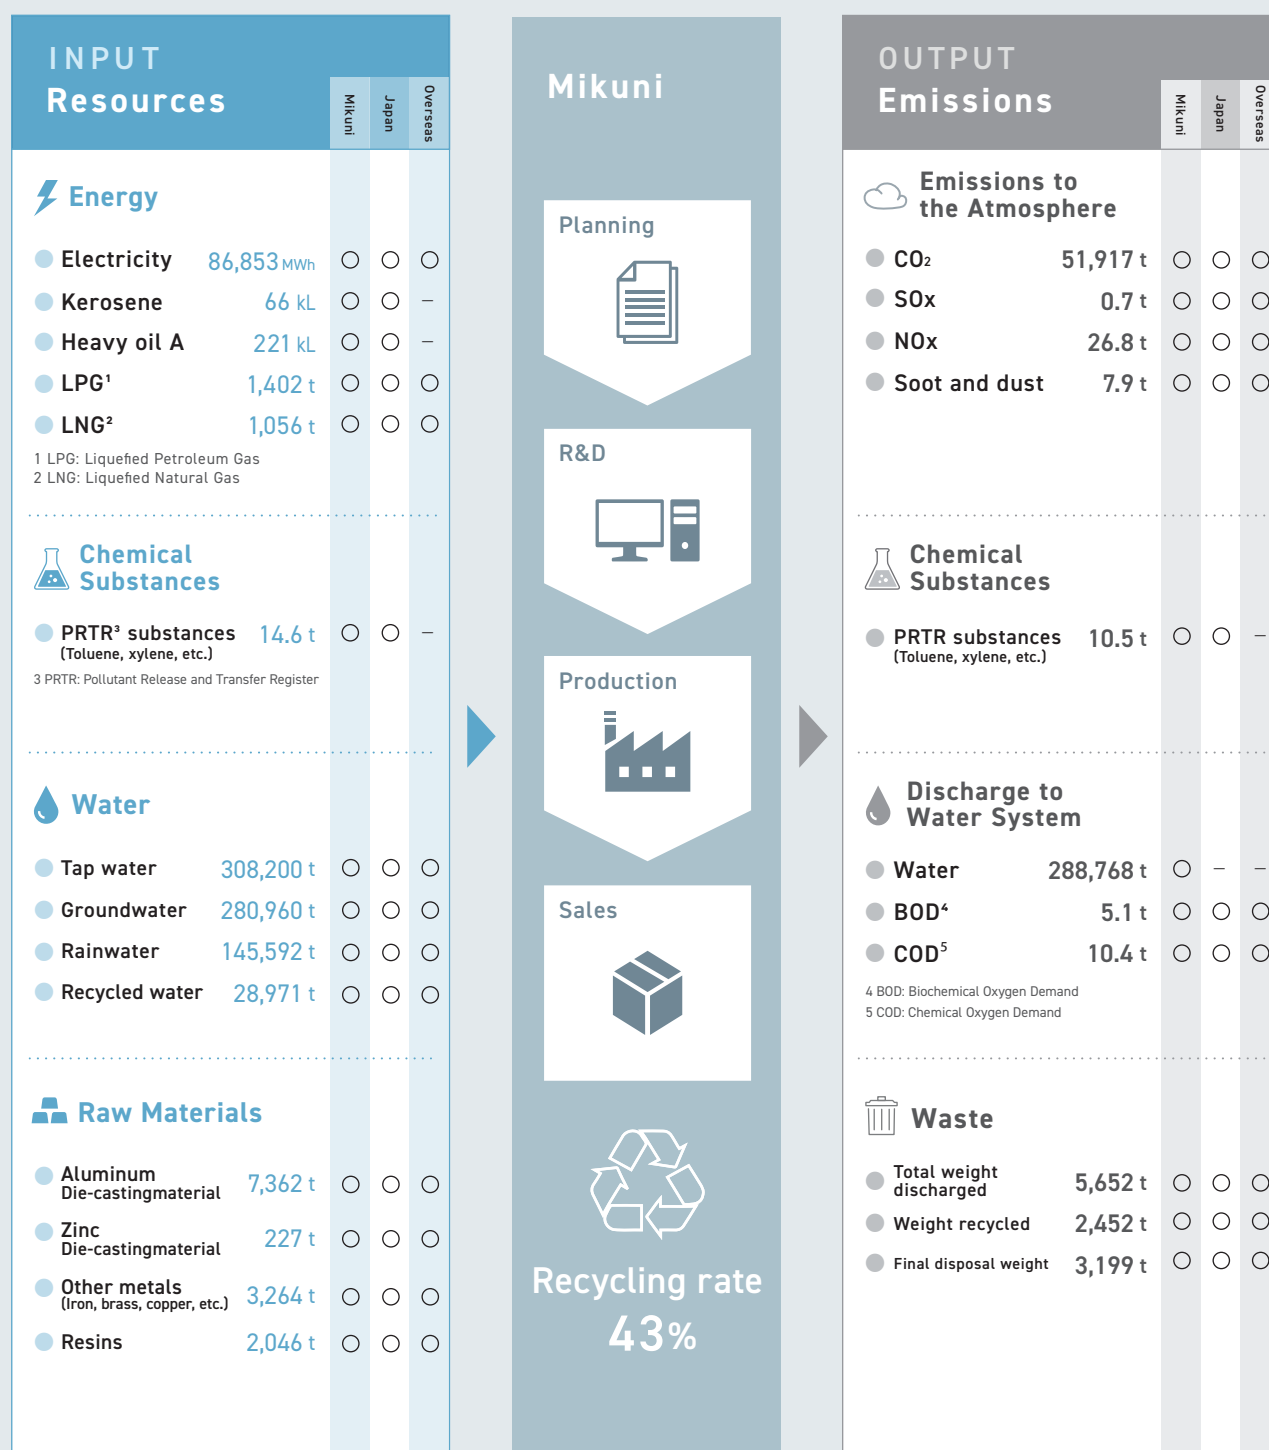 INPUT
Resources
Mikuni
Japan
Overseas
Energy
Electricity 86,853 MWh ○ ○ ○
Kerosene 66 kL ○ ○ –
Heavy oil A 221 kL ○ ○ –
LPG¹ 1,402 t ○ ○ ○
LNG² 1,056 t ○ ○ ○
1 LPG: Liquefied Petroleum Gas
2 LNG: Liquefied Natural Gas
Chemical
Substances
PRTR³ substances 14.6 t ○ ○ –
(Toluene, xylene, etc.)
3 PRTR: Pollutant Release and Transfer Register
Water
Tap water 308,200 t ○ ○ ○
Groundwater 280,960 t ○ ○ ○
Rainwater 145,592 t ○ ○ ○
Recycled water 28,971 t ○ ○ ○
Raw Materials
Aluminum
Die-castingmaterial 7,362 t ○ ○ ○
Zinc
Die-castingmaterial 227 t ○ ○ ○
Other metals
(Iron, brass, copper, etc.) 3,264 t ○ ○ ○
Resins 2,046 t ○ ○ ○
Mikuni
Planning
R&D
Production
Sales
Recycling rate
43%
OUTPUT
Emissions
Mikuni
Japan
Overseas
Emissions to
the Atmosphere
CO₂ 51,917 t ○ ○ ○
SOx 0.7 t ○ ○ ○
NOx 26.8 t ○ ○ ○
Soot and dust 7.9 t ○ ○ ○
Chemical
Substances
PRTR substances 10.5 t ○ ○ –
(Toluene, xylene, etc.)
Discharge to
Water System
Water 288,768 t ○ – –
BOD⁴ 5.1 t ○ ○ ○
COD⁵ 10.4 t ○ ○ ○
4 BOD: Biochemical Oxygen Demand
5 COD: Chemical Oxygen Demand
Waste
Total weight
discharged 5,652 t ○ ○ ○
Weight recycled 2,452 t ○ ○ ○
Final disposal weight 3,199 t ○ ○ ○